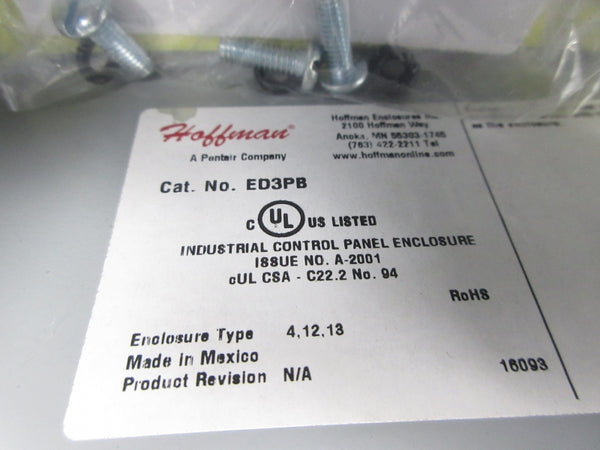 Hoffman®
A Pentair Company
Hoffman Enclosures
2100 Hoffman Way
Anoka, MN 55303-1745
(763) 422-2211 Tel
www.hoffmanonline.com
the enclosure.
Cat. No. ED3PB
C UL US LISTED
INDUSTRIAL CONTROL PANEL ENCLOSURE
ISSUE NO. A-2001
cUL CSA - C22.2 No. 94
RoHS
Enclosure Type 4,12,13
Made in Mexico
Product Revision N/A
16093